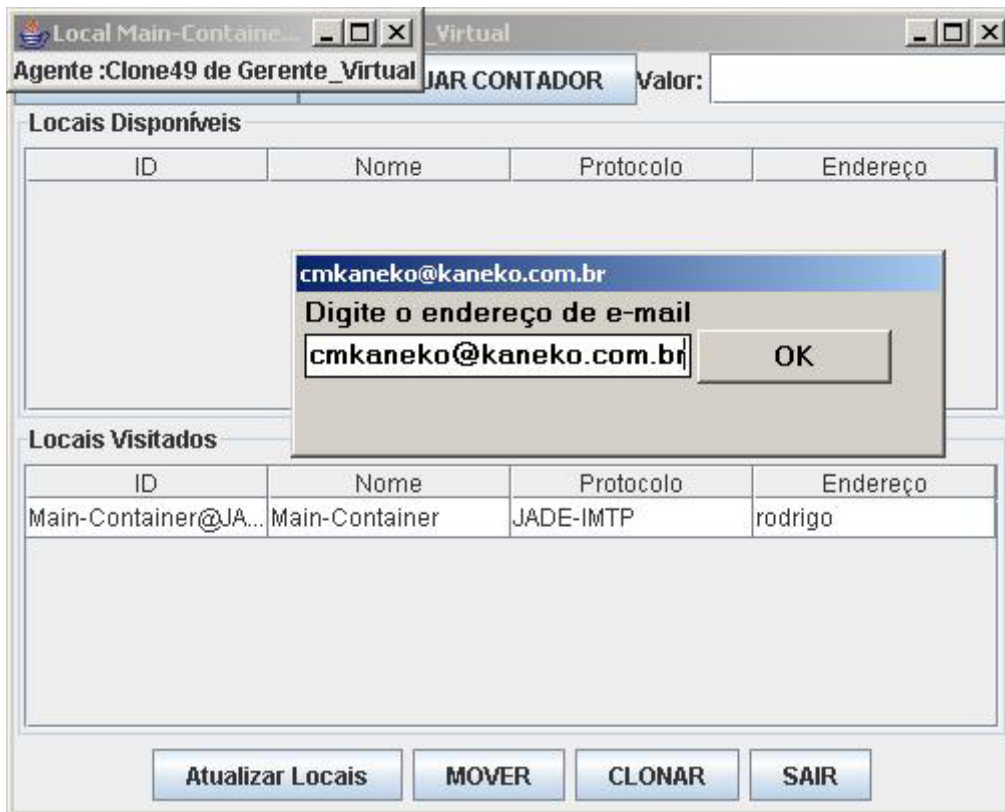 Local Main-Containe...
_Virtual
Agente :Clone49 de Gerente_Virtual
UAR CONTADOR
Valor:
Locais Disponíveis
ID Nome Protocolo Endereço
cmkaneko@kaneko.com.br
Digite o endereço de e-mail
cmkaneko@kaneko.com.br OK
Locais Visitados
ID Nome Protocolo Endereço
Main-Container@JA... Main-Container JADE-IMTP rodrigo
Atualizar Locais MOVER CLONAR SAIR